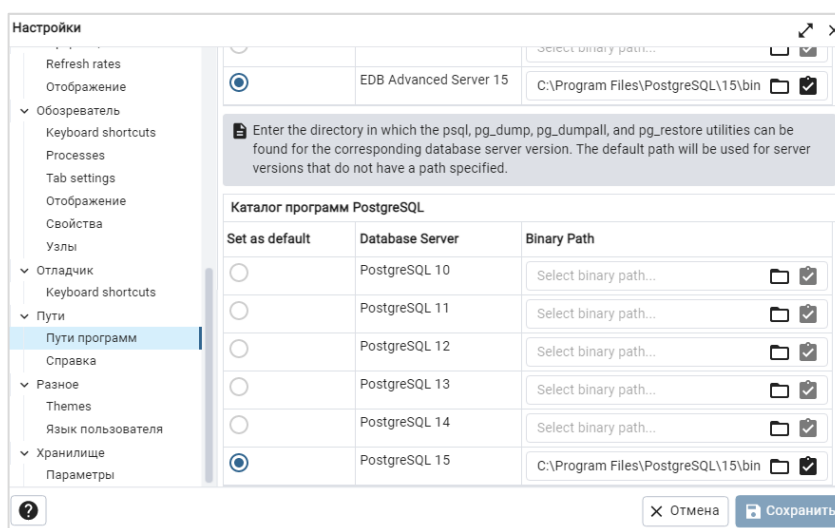 Настройки
Refresh rates
Отображение
Обозреватель
Keyboard shortcuts
Processes
Tab settings
Отображение
Свойства
Узлы
Отладчик
Keyboard shortcuts
Пути
Пути программ
Справка
Разное
Themes
Язык пользователя
Хранилище
Параметры
Select binary path...
EDB Advanced Server 15 C:\Program Files\PostgreSQL\15\bin
Enter the directory in which the psql, pg_dump, pg_dumpall, and pg_restore utilities can be
found for the corresponding database server version. The default path will be used for server
versions that do not have a path specified.
Каталог программ PostgreSQL
Set as default Database Server Binary Path
PostgreSQL 10 Select binary path...
PostgreSQL 11 Select binary path...
PostgreSQL 12 Select binary path...
PostgreSQL 13 Select binary path...
PostgreSQL 14 Select binary path...
PostgreSQL 15 C:\Program Files\PostgreSQL\15\bin
? X Отмена Сохранить